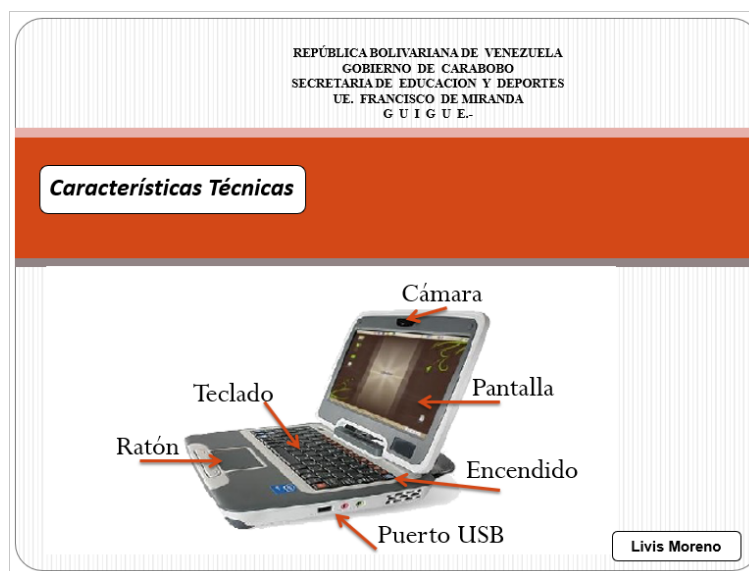 REPÚBLICA BOLIVARIANA DE VENEZUELA
GOBIERNO DE CARABOBO
SECRETARIA DE EDUCACION Y DEPORTES
UE. FRANCISCO DE MIRANDA
G U I G U E.-
Características Técnicas
Cámara
Teclado
Pantalla
Ratón
Encendido
Puerto USB
Livis Moreno